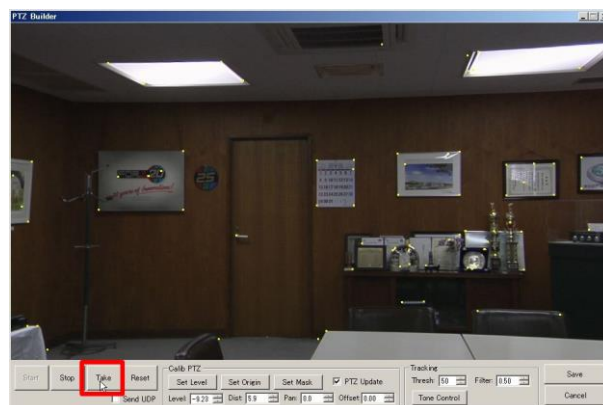 PTZ Builder
25
Calib PTZ
Tracking
Start
Stop
Take
Reset
Set Level
Set Origin
Set Mask
PTZ Update
Thresh
50
Filter
0.50
Save
Send UDP
Level
-9.20
Dist
5.9
Pan
0.0
Offset
0.00
Tone Control
Cancel